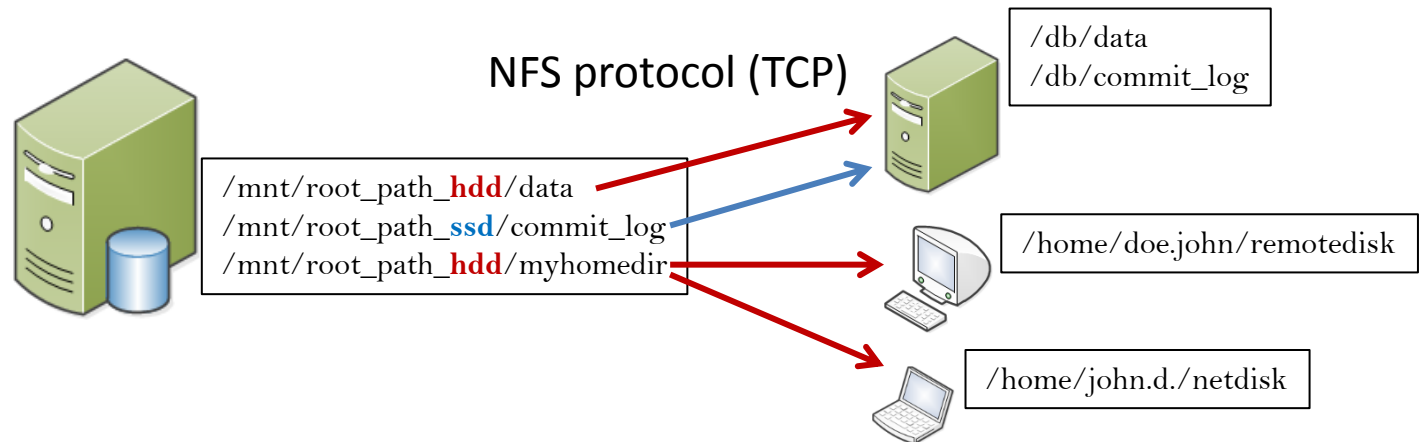 NFS protocol (TCP)
/db/data
/db/commit_log
/mnt/root_path_hdd/data
/mnt/root_path_ssd/commit_log
/mnt/root_path_hdd/myhomedir
/home/doe.john/remotedisk
/home/john.d./netdisk